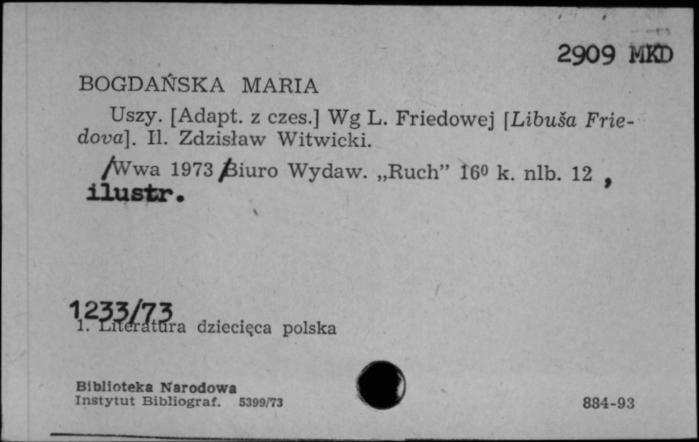 2909 MKD
BOGDAŃSKA MARIA
Uszy. [Adapt. z czes.] Wg L. Friedowej [Libuša Frie-
dova]. Il. Zdzisław Witwicki.
/Wwa 1973 /Biuro Wydaw. „Ruch” 16⁰ k. nlb. 12 ,
ilustr.
1233/73
1. Literatura dziecięca polska
Biblioteka Narodowa
Instytut Bibliograf. 5399/73
884-93